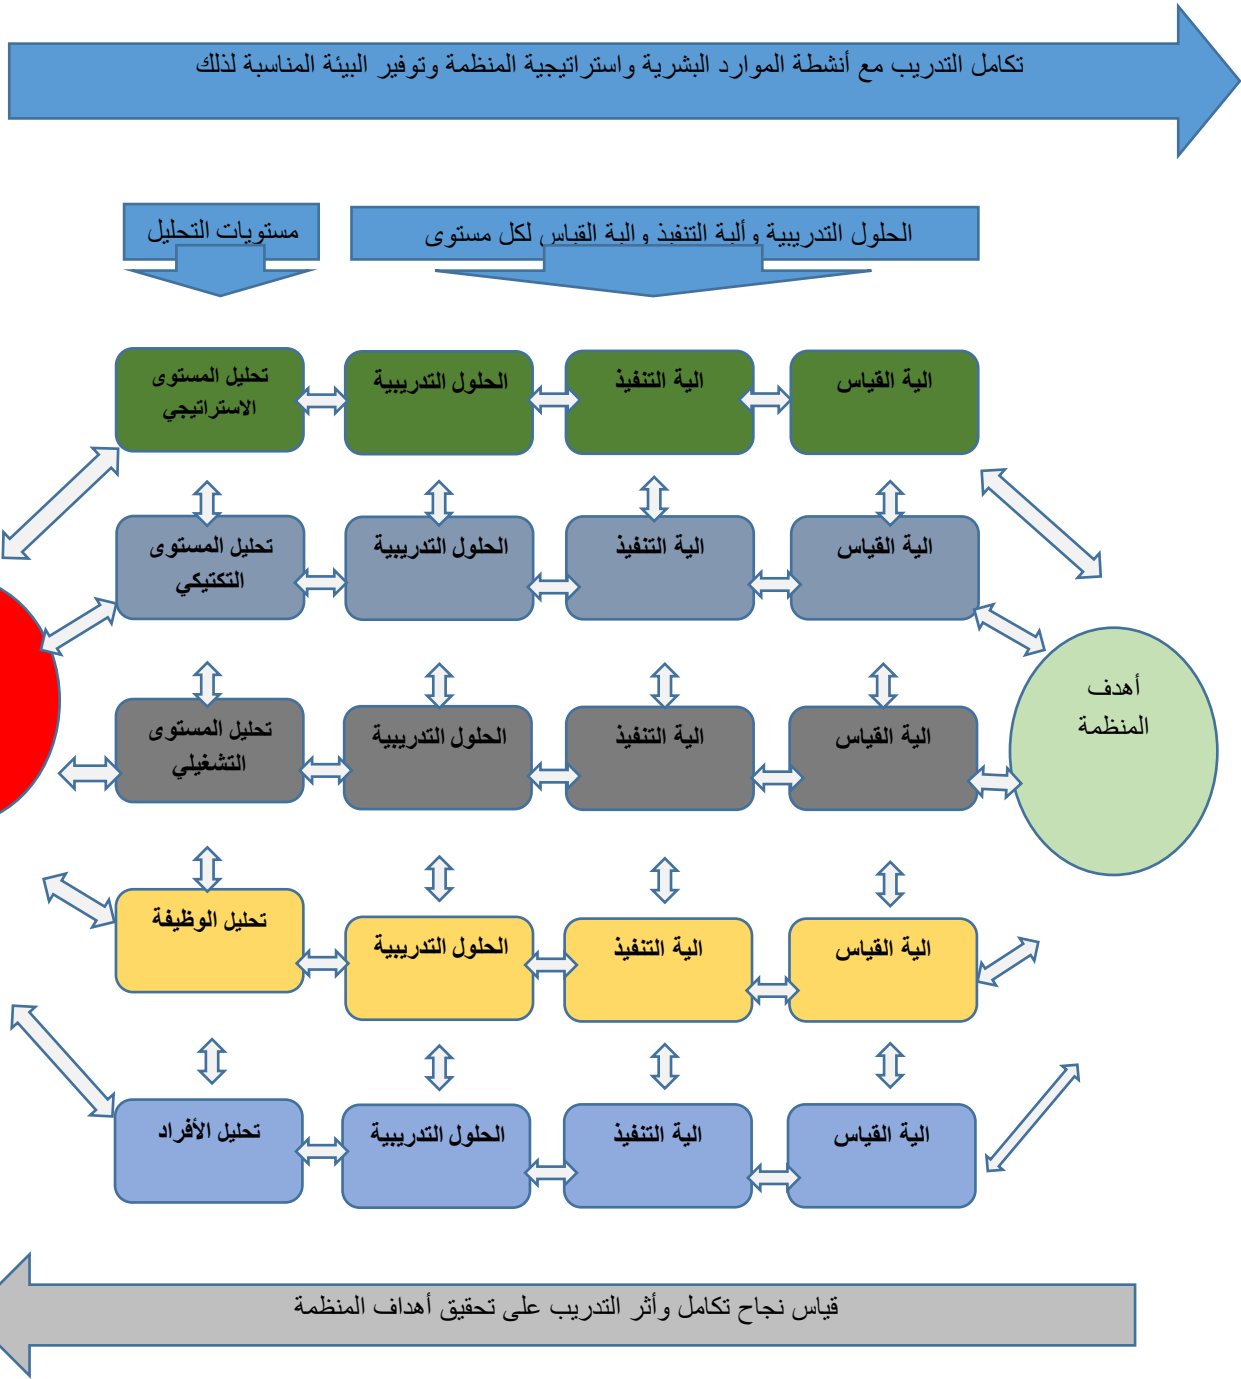 تكامل التدريب مع أنشطة الموارد البشرية واستراتيجية المنظمة وتوفير البيئة المناسبة لذلك
مستويات التحليل
الحلول التدريبية وألية التنفيذ والية القياس لكل مستوى
تحليل المستوى
الاستراتيجي
الحلول التدريبية
الية التنفيذ
الية القياس
تحليل المستوى
التكتيكي
الحلول التدريبية
الية التنفيذ
الية القياس
أهدف
المنظمة
تحليل المستوى
التشغيلي
الحلول التدريبية
الية التنفيذ
الية القياس
تحليل الوظيفة
الحلول التدريبية
الية التنفيذ
الية القياس
تحليل الأفراد
الحلول التدريبية
الية التنفيذ
الية القياس
قياس نجاح تكامل وأثر التدريب على تحقيق أهداف المنظمة